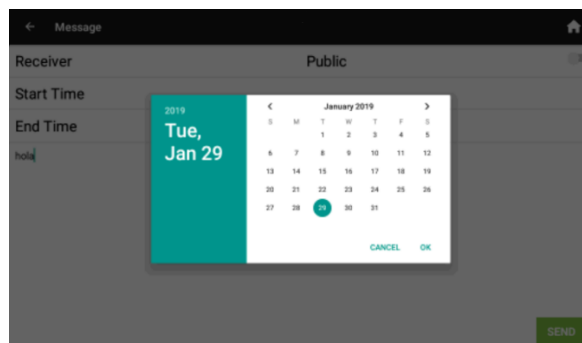 Message
Receiver Public
Start Time
End Time
hola
2019
Tue,
Jan 29
January 2019
S M T W T F S
1 2 3 4 5
6 7 8 9 10 11 12
13 14 15 16 17 18 19
20 21 22 23 24 25 26
27 28 29 30 31
CANCEL OK
SEND